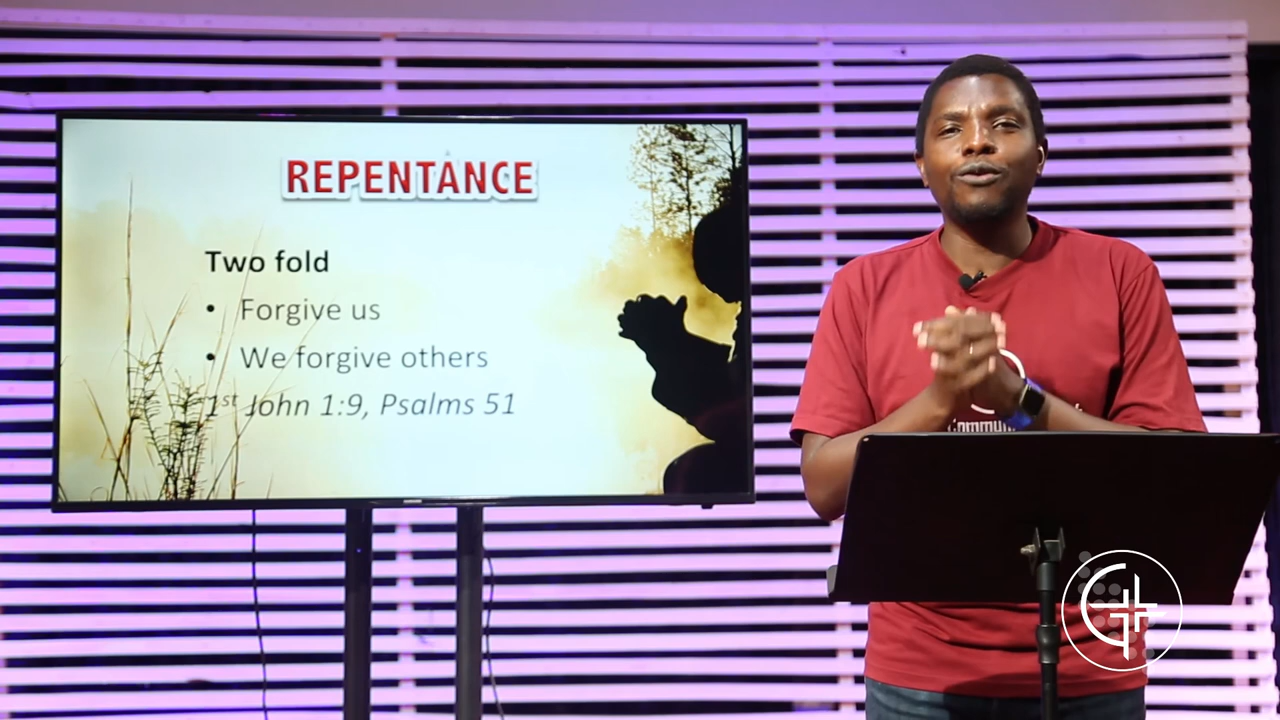 REPENTANCE
Two fold
• Forgive us
• We forgive others
1st John 1:9, Psalms 51